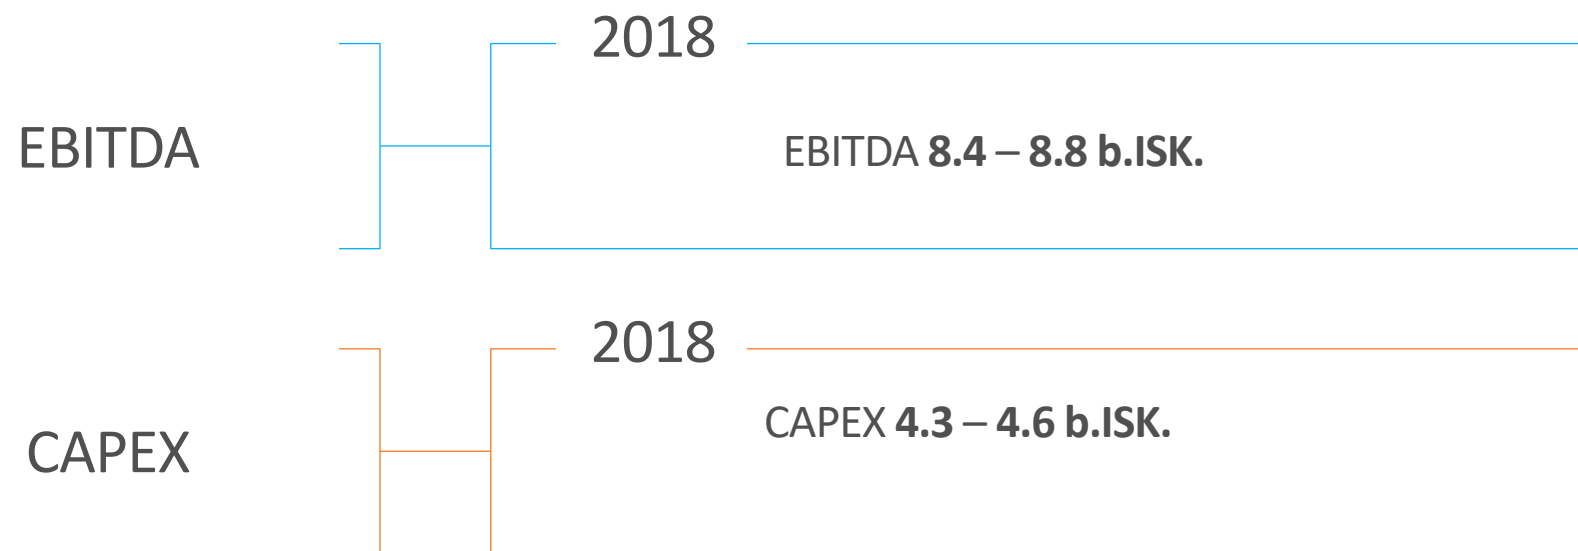 2018
EBITDA
EBITDA 8.4 – 8.8 b.ISK.
2018
CAPEX 4.3 – 4.6 b.ISK.
CAPEX